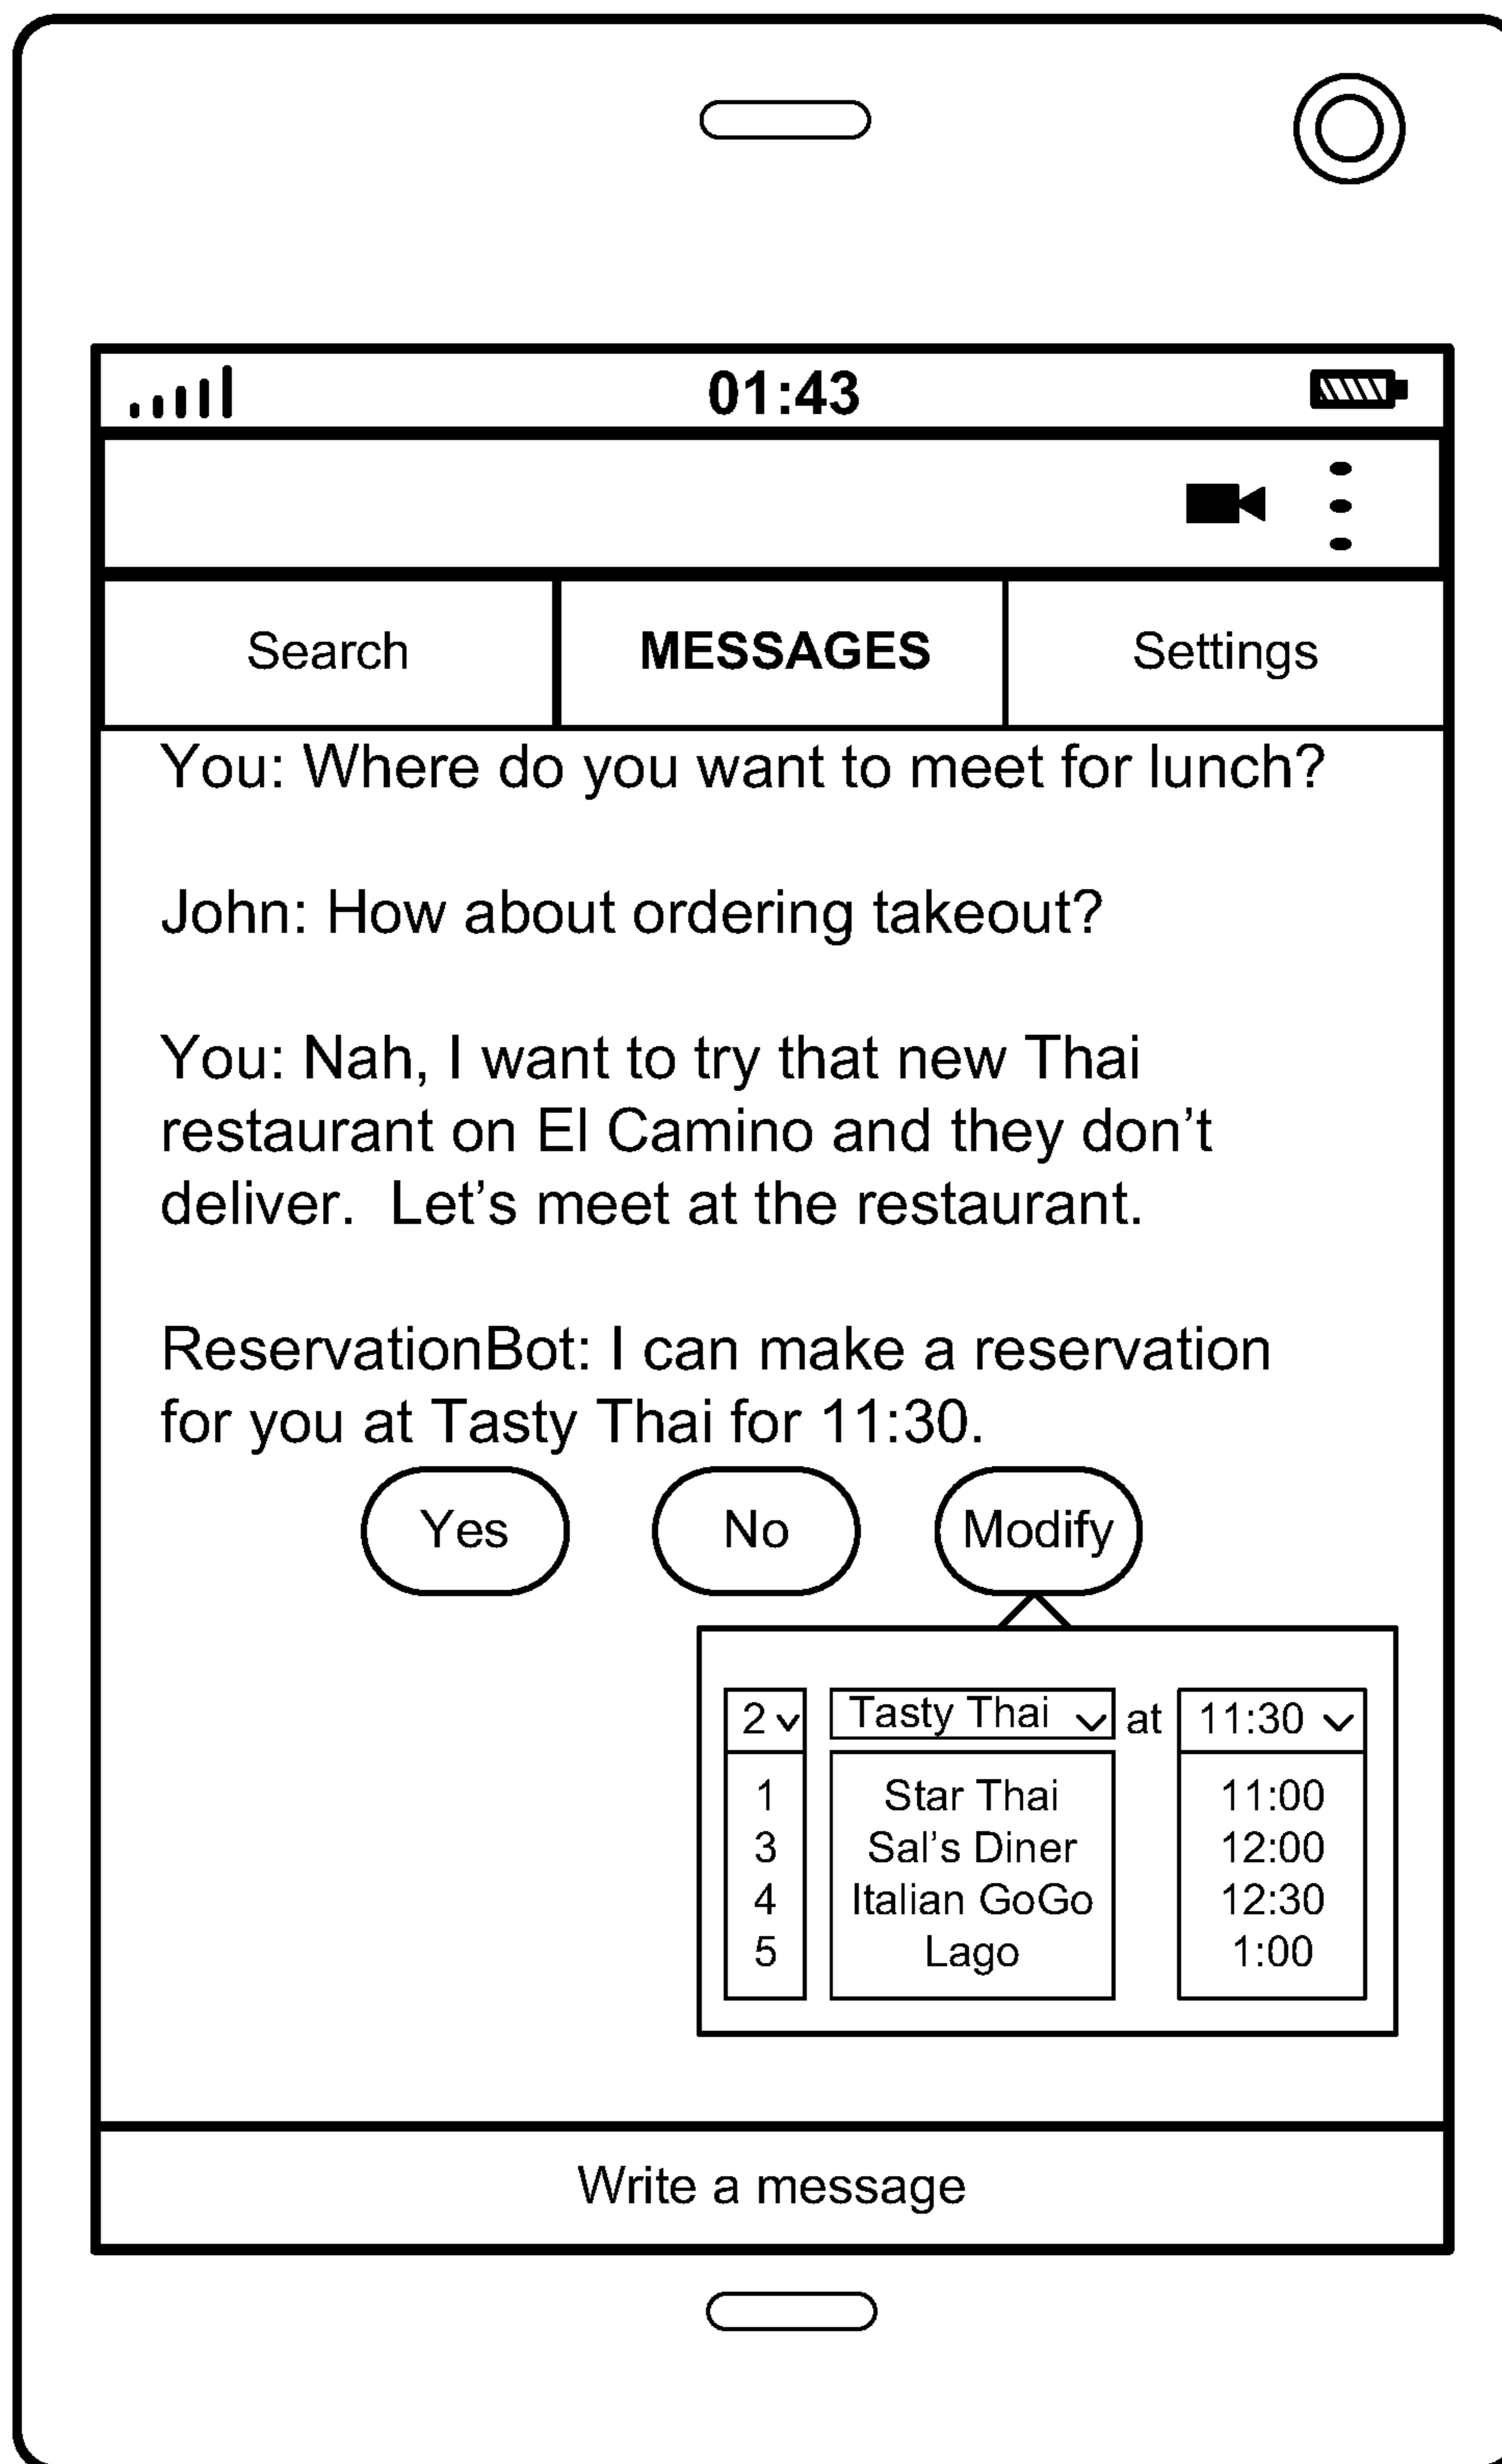 01:43
Search MESSAGES Settings
You: Where do you want to meet for lunch?
John: How about ordering takeout?
You: Nah, I want to try that new Thai
restaurant on El Camino and they don’t
deliver.  Let’s meet at the restaurant.
ReservationBot: I can make a reservation
for you at Tasty Thai for 11:30.
Yes No Modify
2 Tasty Thai at 11:30
1 Star Thai 11:00
3 Sal’s Diner 12:00
4 Italian GoGo 12:30
5 Lago 1:00
Write a message